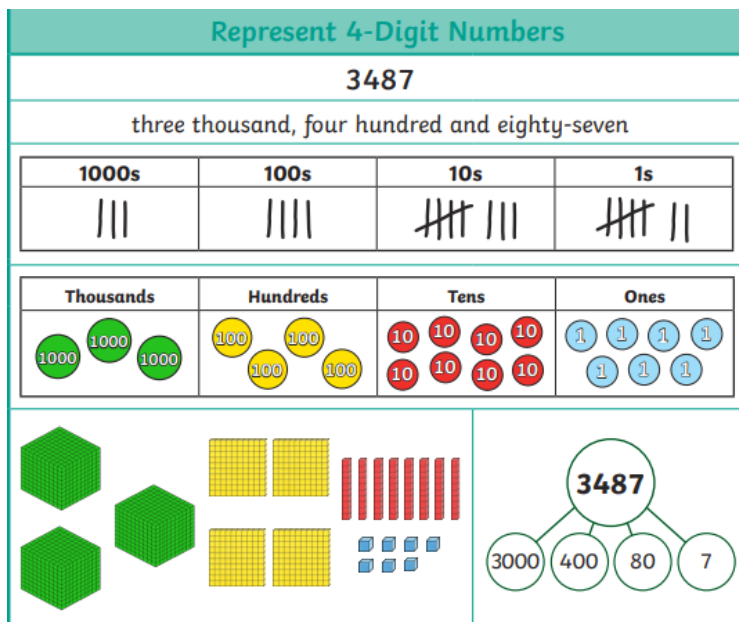 Represent 4-Digit Numbers
3487
three thousand, four hundred and eighty-seven
1000s 100s 10s 1s
Thousands Hundreds Tens Ones
1000 1000 1000 100 100 100 100 10 10 10 10 1 1 1 1
10 10 10 10 1 1 1
3487
3000 400 80 7